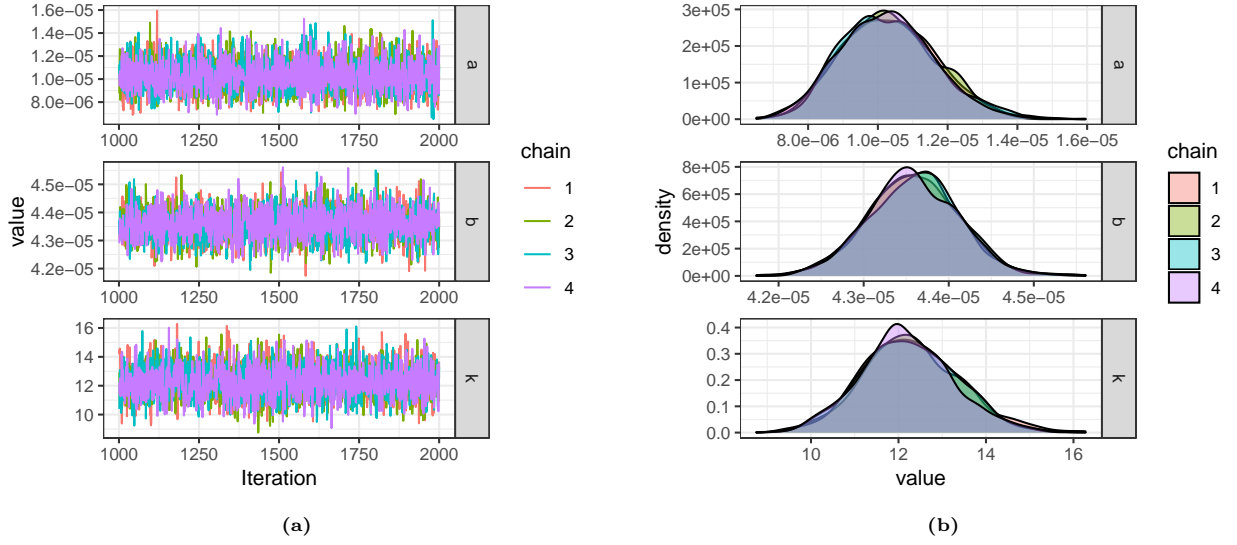 1.6e−05
1.4e−05
1.2e−05
1.0e−05
8.0e−06
1000 1250 1500 1750 2000
a
4.5e−05
4.4e−05
4.3e−05
4.2e−05
1000 1250 1500 1750 2000
b
16
14
12
10
1000 1250 1500 1750 2000
k
value
Iteration
chain
1
2
3
4
(a)
3e+05
2e+05
1e+05
0e+00
8.0e−06 1.0e−05 1.2e−05 1.4e−05 1.6e−05
a
8e+05
6e+05
4e+05
2e+05
0e+00
4.2e−05 4.3e−05 4.4e−05 4.5e−05
b
0.4
0.3
0.2
0.1
0.0
10 12 14 16
k
density
value
chain
1
2
3
4
(b)